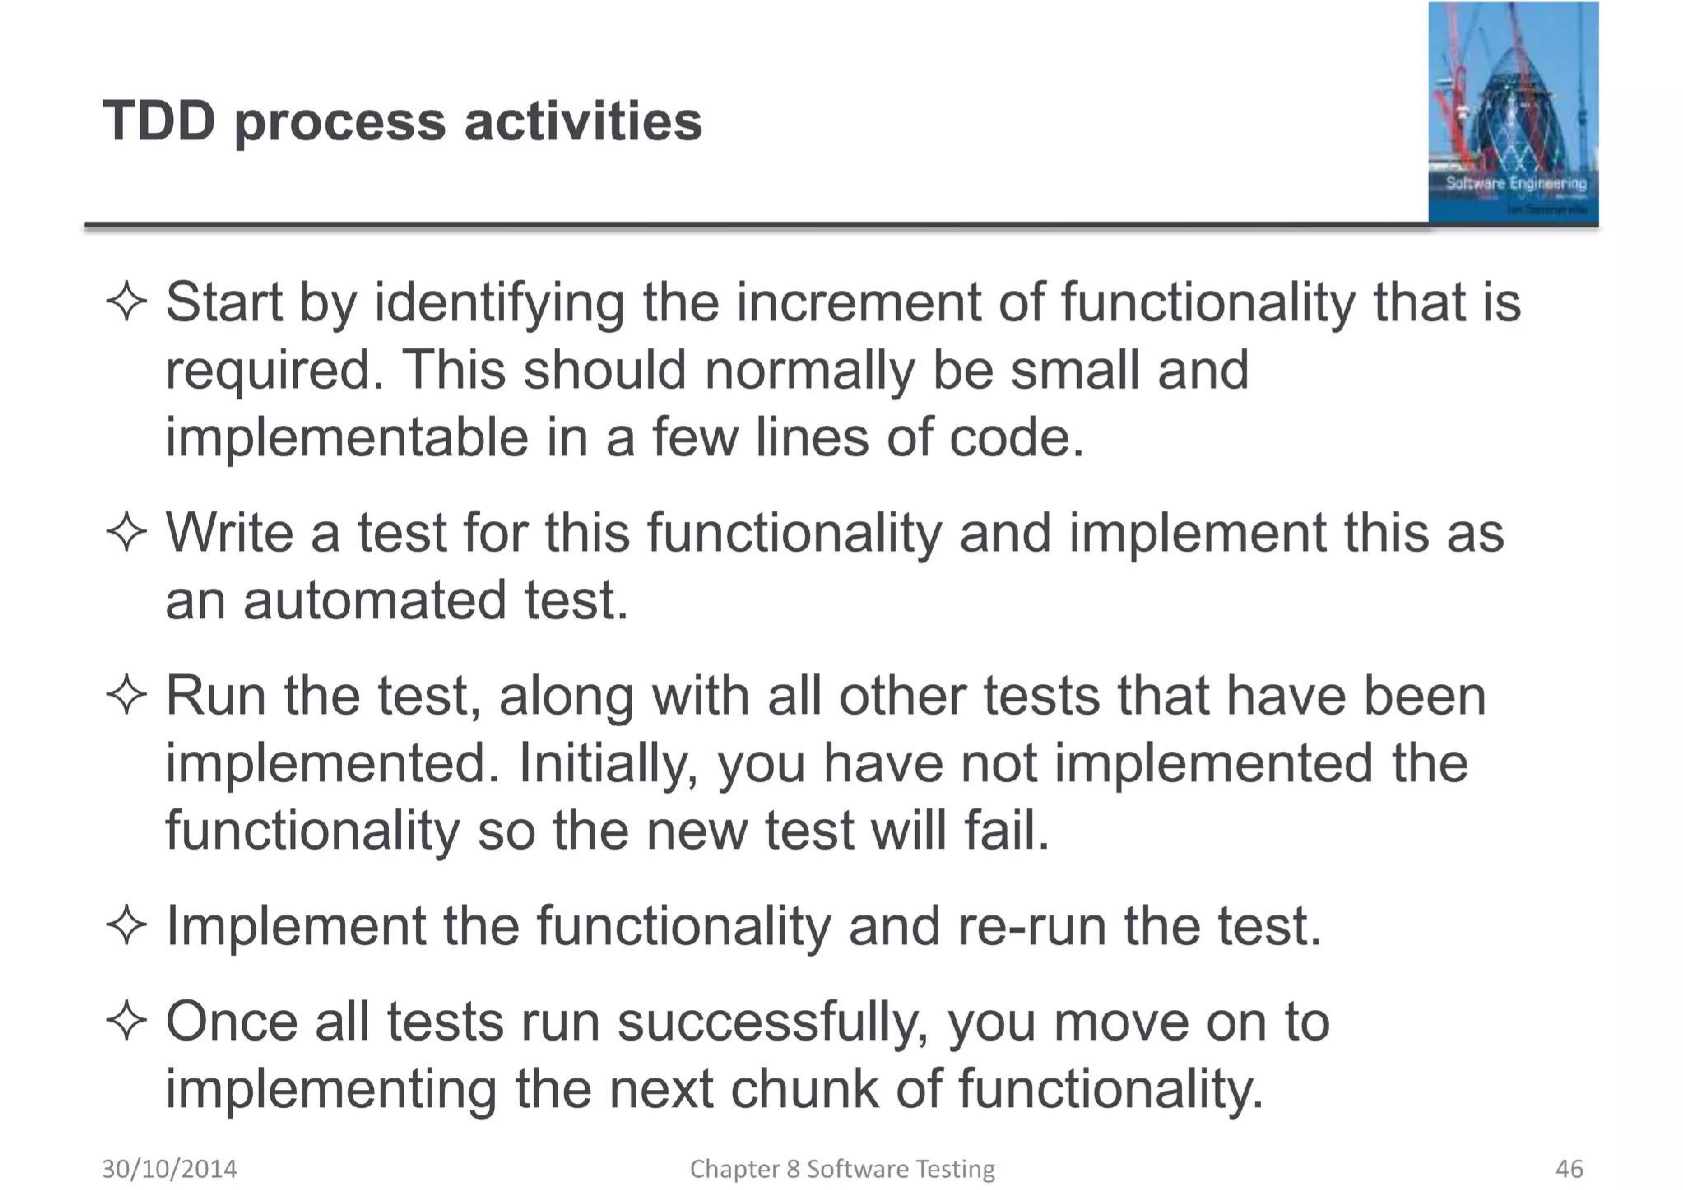 TDD process activities
Software Engineering
Ian Sommerville
✧ Start by identifying the increment of functionality that is
required. This should normally be small and
implementable in a few lines of code.
✧ Write a test for this functionality and implement this as
an automated test.
✧ Run the test, along with all other tests that have been
implemented. Initially, you have not implemented the
functionality so the new test will fail.
✧ Implement the functionality and re-run the test.
✧ Once all tests run successfully, you move on to
implementing the next chunk of functionality.
30/10/2014
Chapter 8 Software Testing
46